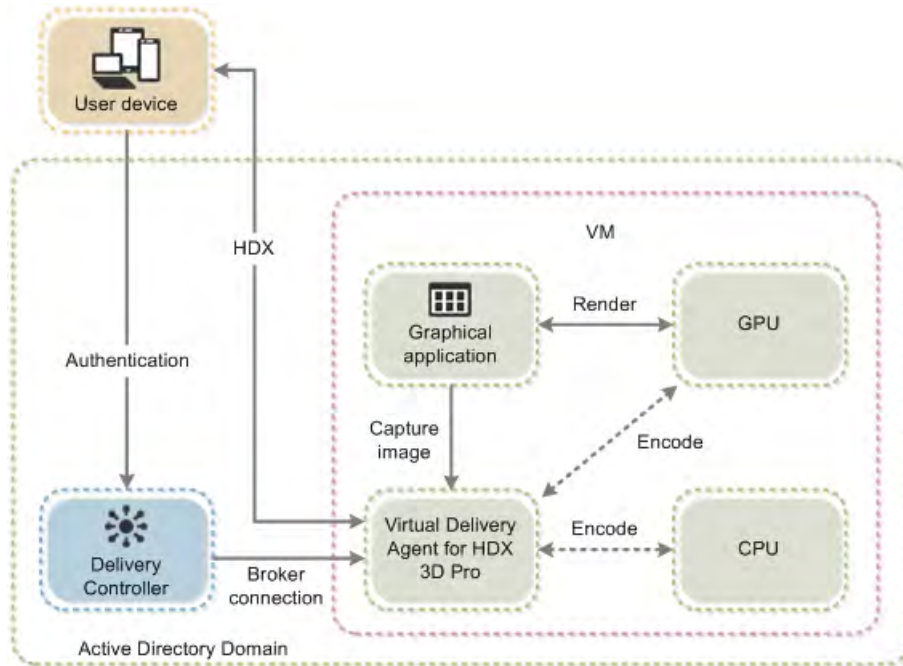 User device
VM
HDX
Graphical
application
Render
GPU
Authentication
Capture
image
Encode
Delivery
Controller
Broker
connection
Virtual Delivery
Agent for HDX
3D Pro
Encode
CPU
Active Directory Domain